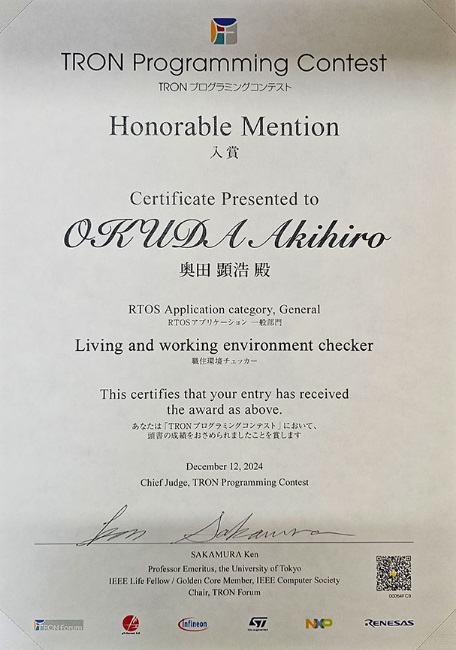 TRON Programming Contest
TRONプログラミングコンテスト
Honorable Mention
入賞
Certificate Presented to
OKUDA Akihiro
奥田 顕浩 殿
RTOS Application category, General
RTOSアプリケーション 一般部門
Living and working environment checker
職住環境チェッカー
This certifies that your entry has received
the award as above.
あなたは「TRONプログラミングコンテスト」において、
頭書の成績をおさめられましたことを賞します
December 12, 2024
Chief Judge, TRON Programming Contest
Ken Sakamura
SAKAMURA Ken
Professor Emeritus, the University of Tokyo
IEEE Life Fellow / Golden Core Member, IEEE Computer Society
Chair, TRON Forum
TRON Forum
Infineon
ST
NXP
RENESAS